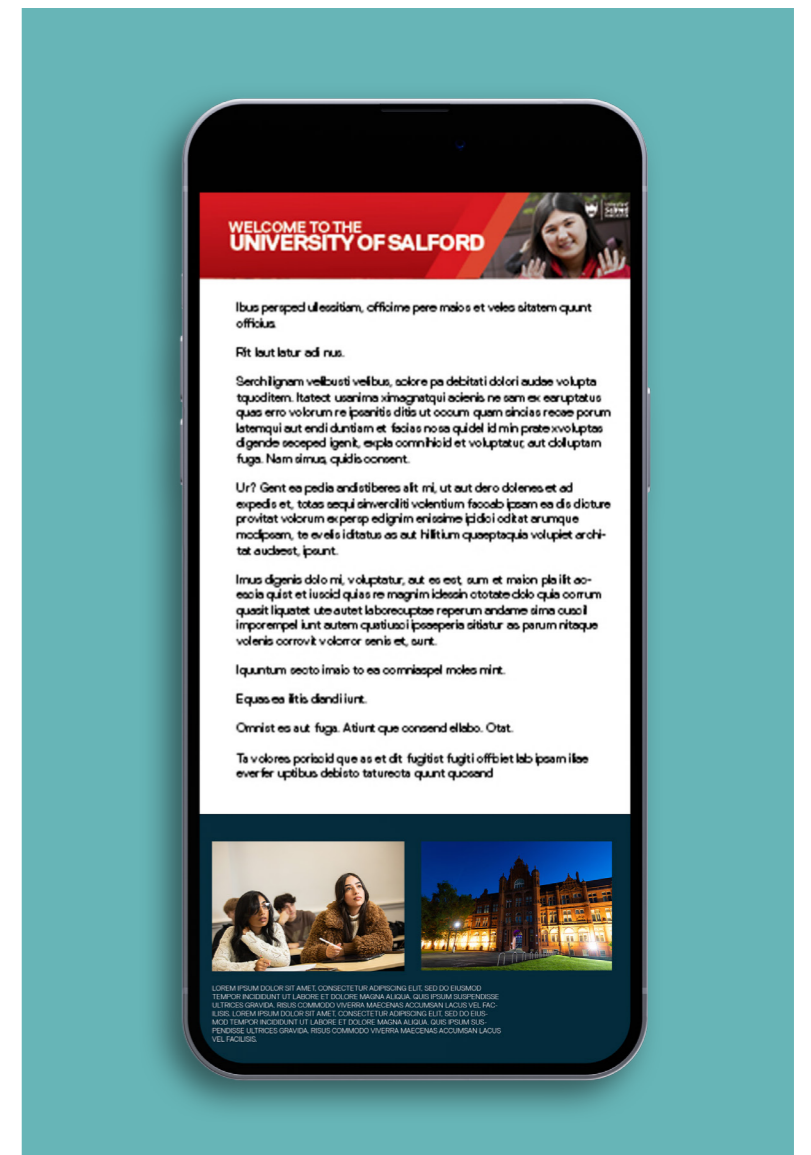 WELCOME TO THE
UNIVERSITY OF SALFORD
Salford
Ibus persped ullessitiam, officime pere maios et veles sitatem quunt
officius.
Rit laut latur adi nus.
Serchilignam vellbusti velibus, solore pa debitati dolori audae volupta
tquoditem. Itatect usanima ximagnatqui acienis ne sam ex earuptatus
quas erro volorum re ipsanitis ditis ut occum quam sincias recae porum
latemqui aut endi duntiam et facias nosa quidel id min prate xvoluptas
digende seceped igenit, expla comnihicid et voluptatur, aut dolluptam
fuga. Nam simus, quidis consent.
Ur? Gent ea pedia andistiberes alit mi, ut aut dero dolenes et ad
expedis et, totas sequi sinverciliti volentium faccab ipsam ea dis dicture
provitat volorum expersp edignim enissime ipidici oditat arumque
modipsam, te evelis iditatus as aut hillitium quaeptaquia volupiet archi-
tat audaest, ipsunt.
Imus digenis dolo mi, voluptatur, aut es est, sum et maion pla ilit ac-
escia quist et iuscid quias re magnim idessin ctotate dolo quia corrum
quasit liquatet ute autet laborecuptae reperum andame sima cuscil
imporempel iunt autem quatiusci ipsaeperia sitiatur as parum nitaque
volenis corrovit volorror senis et, sunt.
Iquuntum secto imaio to ea comniaspel moles mint.
Equas ea ilitis diandi iunt.
Omnist es aut fuga. Atiunt que consend ellabo. Otat.
Ta volores poriscid que as et dit fugitist fugiti offbiet lab ipsam illae
everfer uptibus debisto taturecta quunt quosand
LOREM IPSUM DOLOR SIT AMET, CONSECTETUR ADIPISCING ELIT, SED DO EIUSMOD
TEMPOR INCIDIDUNT UT LABORE ET DOLORE MAGNA ALIQUA. QUIS IPSUM SUSPENDISSE
ULTRICES GRAVIDA. RISUS COMMODO VIVERRA MAECENAS ACCUMSAN LACUS VEL FAC-
ILISIS. LOREM IPSUM DOLOR SIT AMET, CONSECTETUR ADIPISCING ELIT, SED DO EIUS-
MOD TEMPOR INCIDIDUNT UT LABORE ET DOLORE MAGNA ALIQUA. QUIS IPSUM SUS-
PENDISSE ULTRICES GRAVIDA. RISUS COMMODO VIVERRA MAECENAS ACCUMSAN LACUS
VEL FACILISIS.